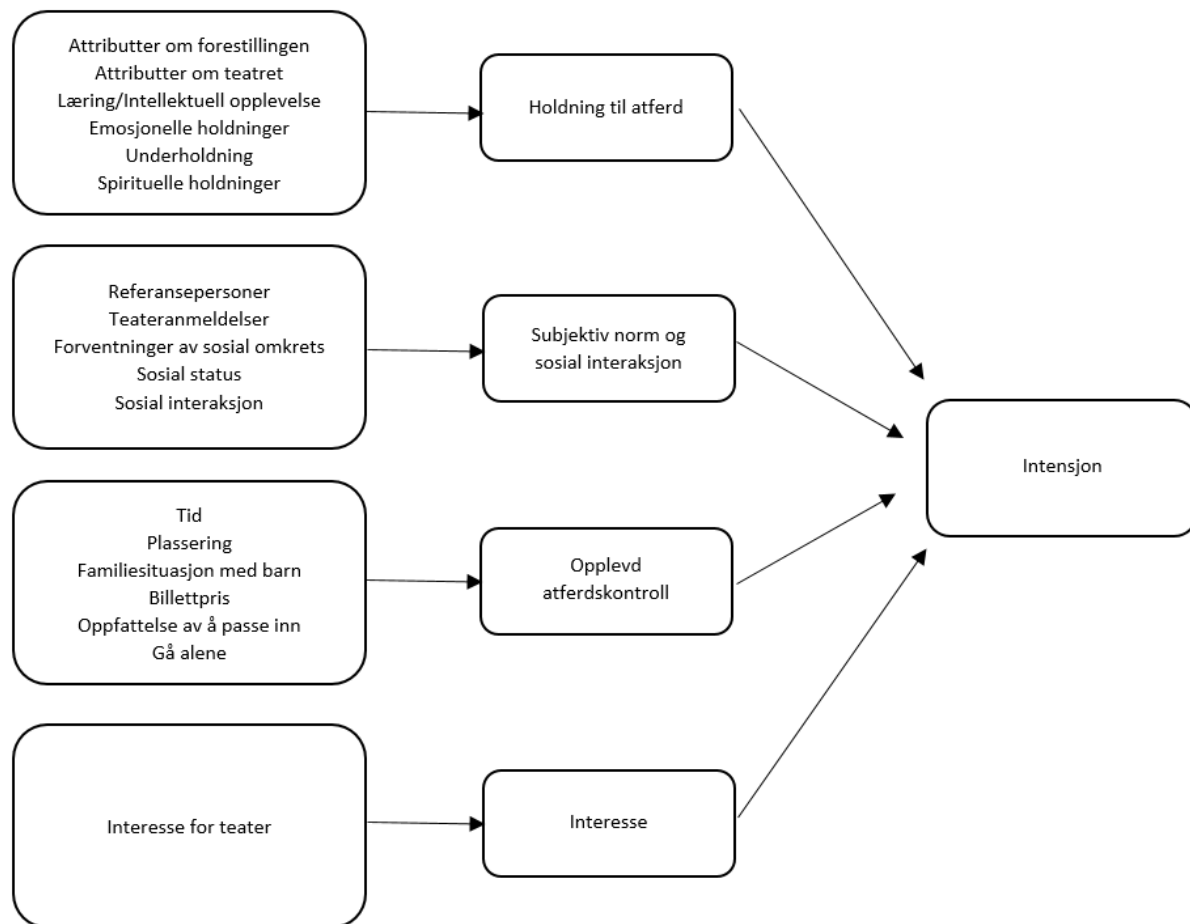 Attributter om forestillingen
Attributter om teatret
Læring/Intellektuell opplevelse
Emosjonelle holdninger
Underholdning
Spirituelle holdninger
Holdning til atferd
Referansepersoner
Teateranmeldelser
Forventninger av sosial omkrets
Sosial status
Sosial interaksjon
Subjektiv norm og
sosial interaksjon
Intensjon
Tid
Plassering
Familiesituasjon med barn
Billettpris
Oppfattelse av å passe inn
Gå alene
Opplevd
atferdskontroll
Interesse for teater
Interesse